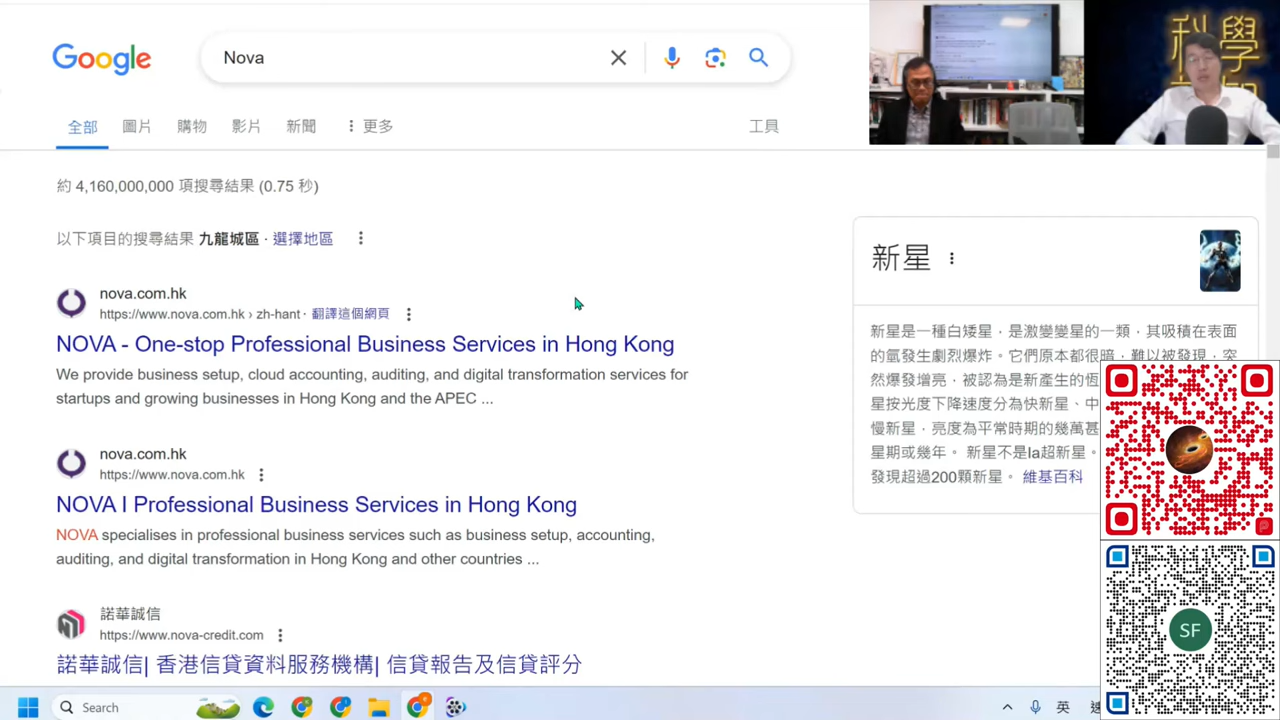 Google
Nova
全部
圖片
購物
影片
新聞
更多
工具
約 4,160,000,000 項搜尋結果 (0.75 秒)
以下項目的搜尋結果 九龍城區 · 選擇地區
nova.com.hk
https://www.nova.com.hk › zh-hant · 翻譯這個網頁
NOVA - One-stop Professional Business Services in Hong Kong
We provide business setup, cloud accounting, auditing, and digital transformation services for
startups and growing businesses in Hong Kong and the APEC ...
nova.com.hk
https://www.nova.com.hk
NOVA I Professional Business Services in Hong Kong
NOVA specialises in professional business services such as business setup, accounting,
auditing, and digital transformation in Hong Kong and other countries ...
諾華誠信
https://www.nova-credit.com
諾華誠信| 香港信貸資料服務機構| 信貸報告及信貸評分
科學
新星
新星是一種白矮星，是激變變星的一類，其吸積在表面
的氫發生劇烈爆炸。它們原本都很暗，難以被發現，突
然爆發增亮，被認為是新產生的恆
星按光度下降速度分為快新星、中
慢新星，亮度為平常時期的幾萬甚
星期或幾年。 新星不是Ia超新星。
發現超過200顆新星。 維基百科
SF
Search
英
速